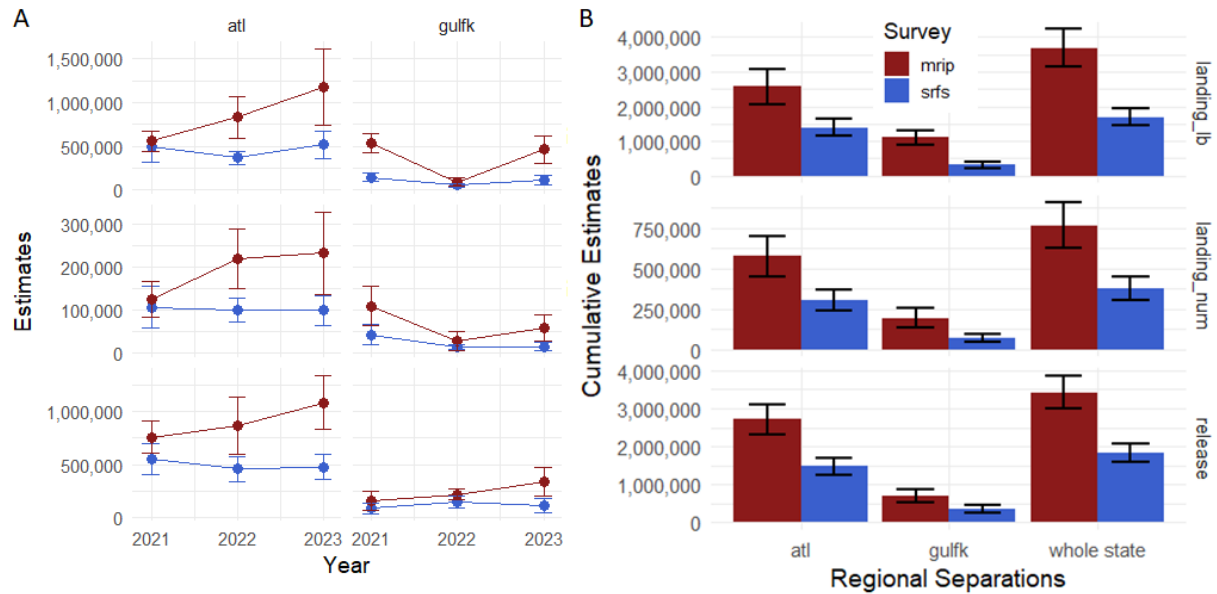 A
atl
gulfk
1,500,000
1,000,000
500,000
0
300,000
200,000
100,000
0
1,000,000
500,000
0
Estimates
2021
2022
2023
2021
2022
2023
Year
B
Survey
mrip
srfs
4,000,000
3,000,000
2,000,000
1,000,000
0
landing_lb
750,000
500,000
250,000
0
landing_num
4,000,000
3,000,000
2,000,000
1,000,000
0
release
Cumulative Estimates
atl
gulfk
whole state
Regional Separations